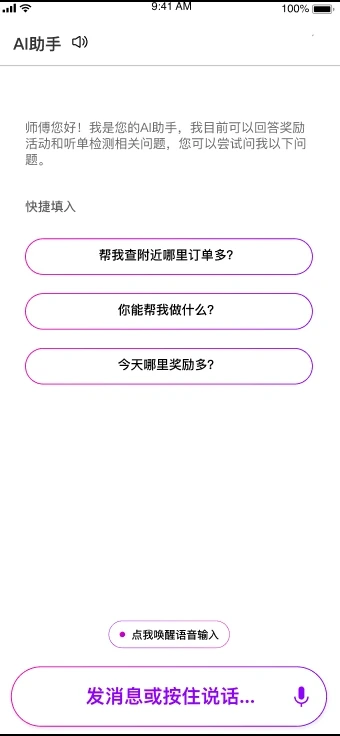 9:41 AM
100%
AI助手
师傅您好！我是您的AI助手，我目前可以回答奖励
活动和听单检测相关问题，您可以尝试问我以下问
题。
快捷填入
帮我查附近哪里订单多?
你能帮我做什么?
今天哪里奖励多?
点我唤醒语音输入
发消息或按住说话...